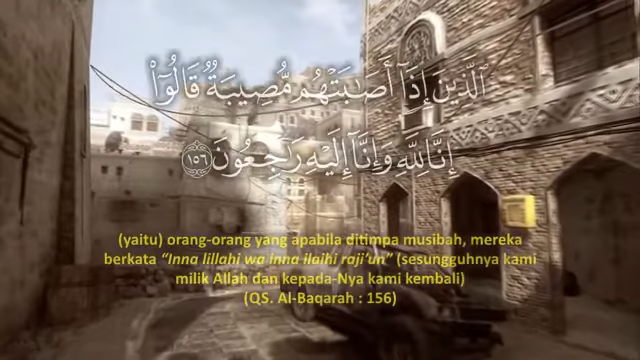 ٱلَّذِينَ إِذَآ أَصَـٰبَتْهُم مُّصِيبَةٌ قَالُوٓا۟
إِنَّا لِلَّهِ وَإِنَّآ إِلَيْهِ رَٰجِعُونَ ١٥٦
(yaitu) orang-orang yang apabila ditimpa musibah, mereka
berkata “Inna lillahi wa inna ilaihi raji’un” (sesungguhnya kami
milik Allah dan kepada-Nya kami kembali)
(QS. Al-Baqarah : 156)